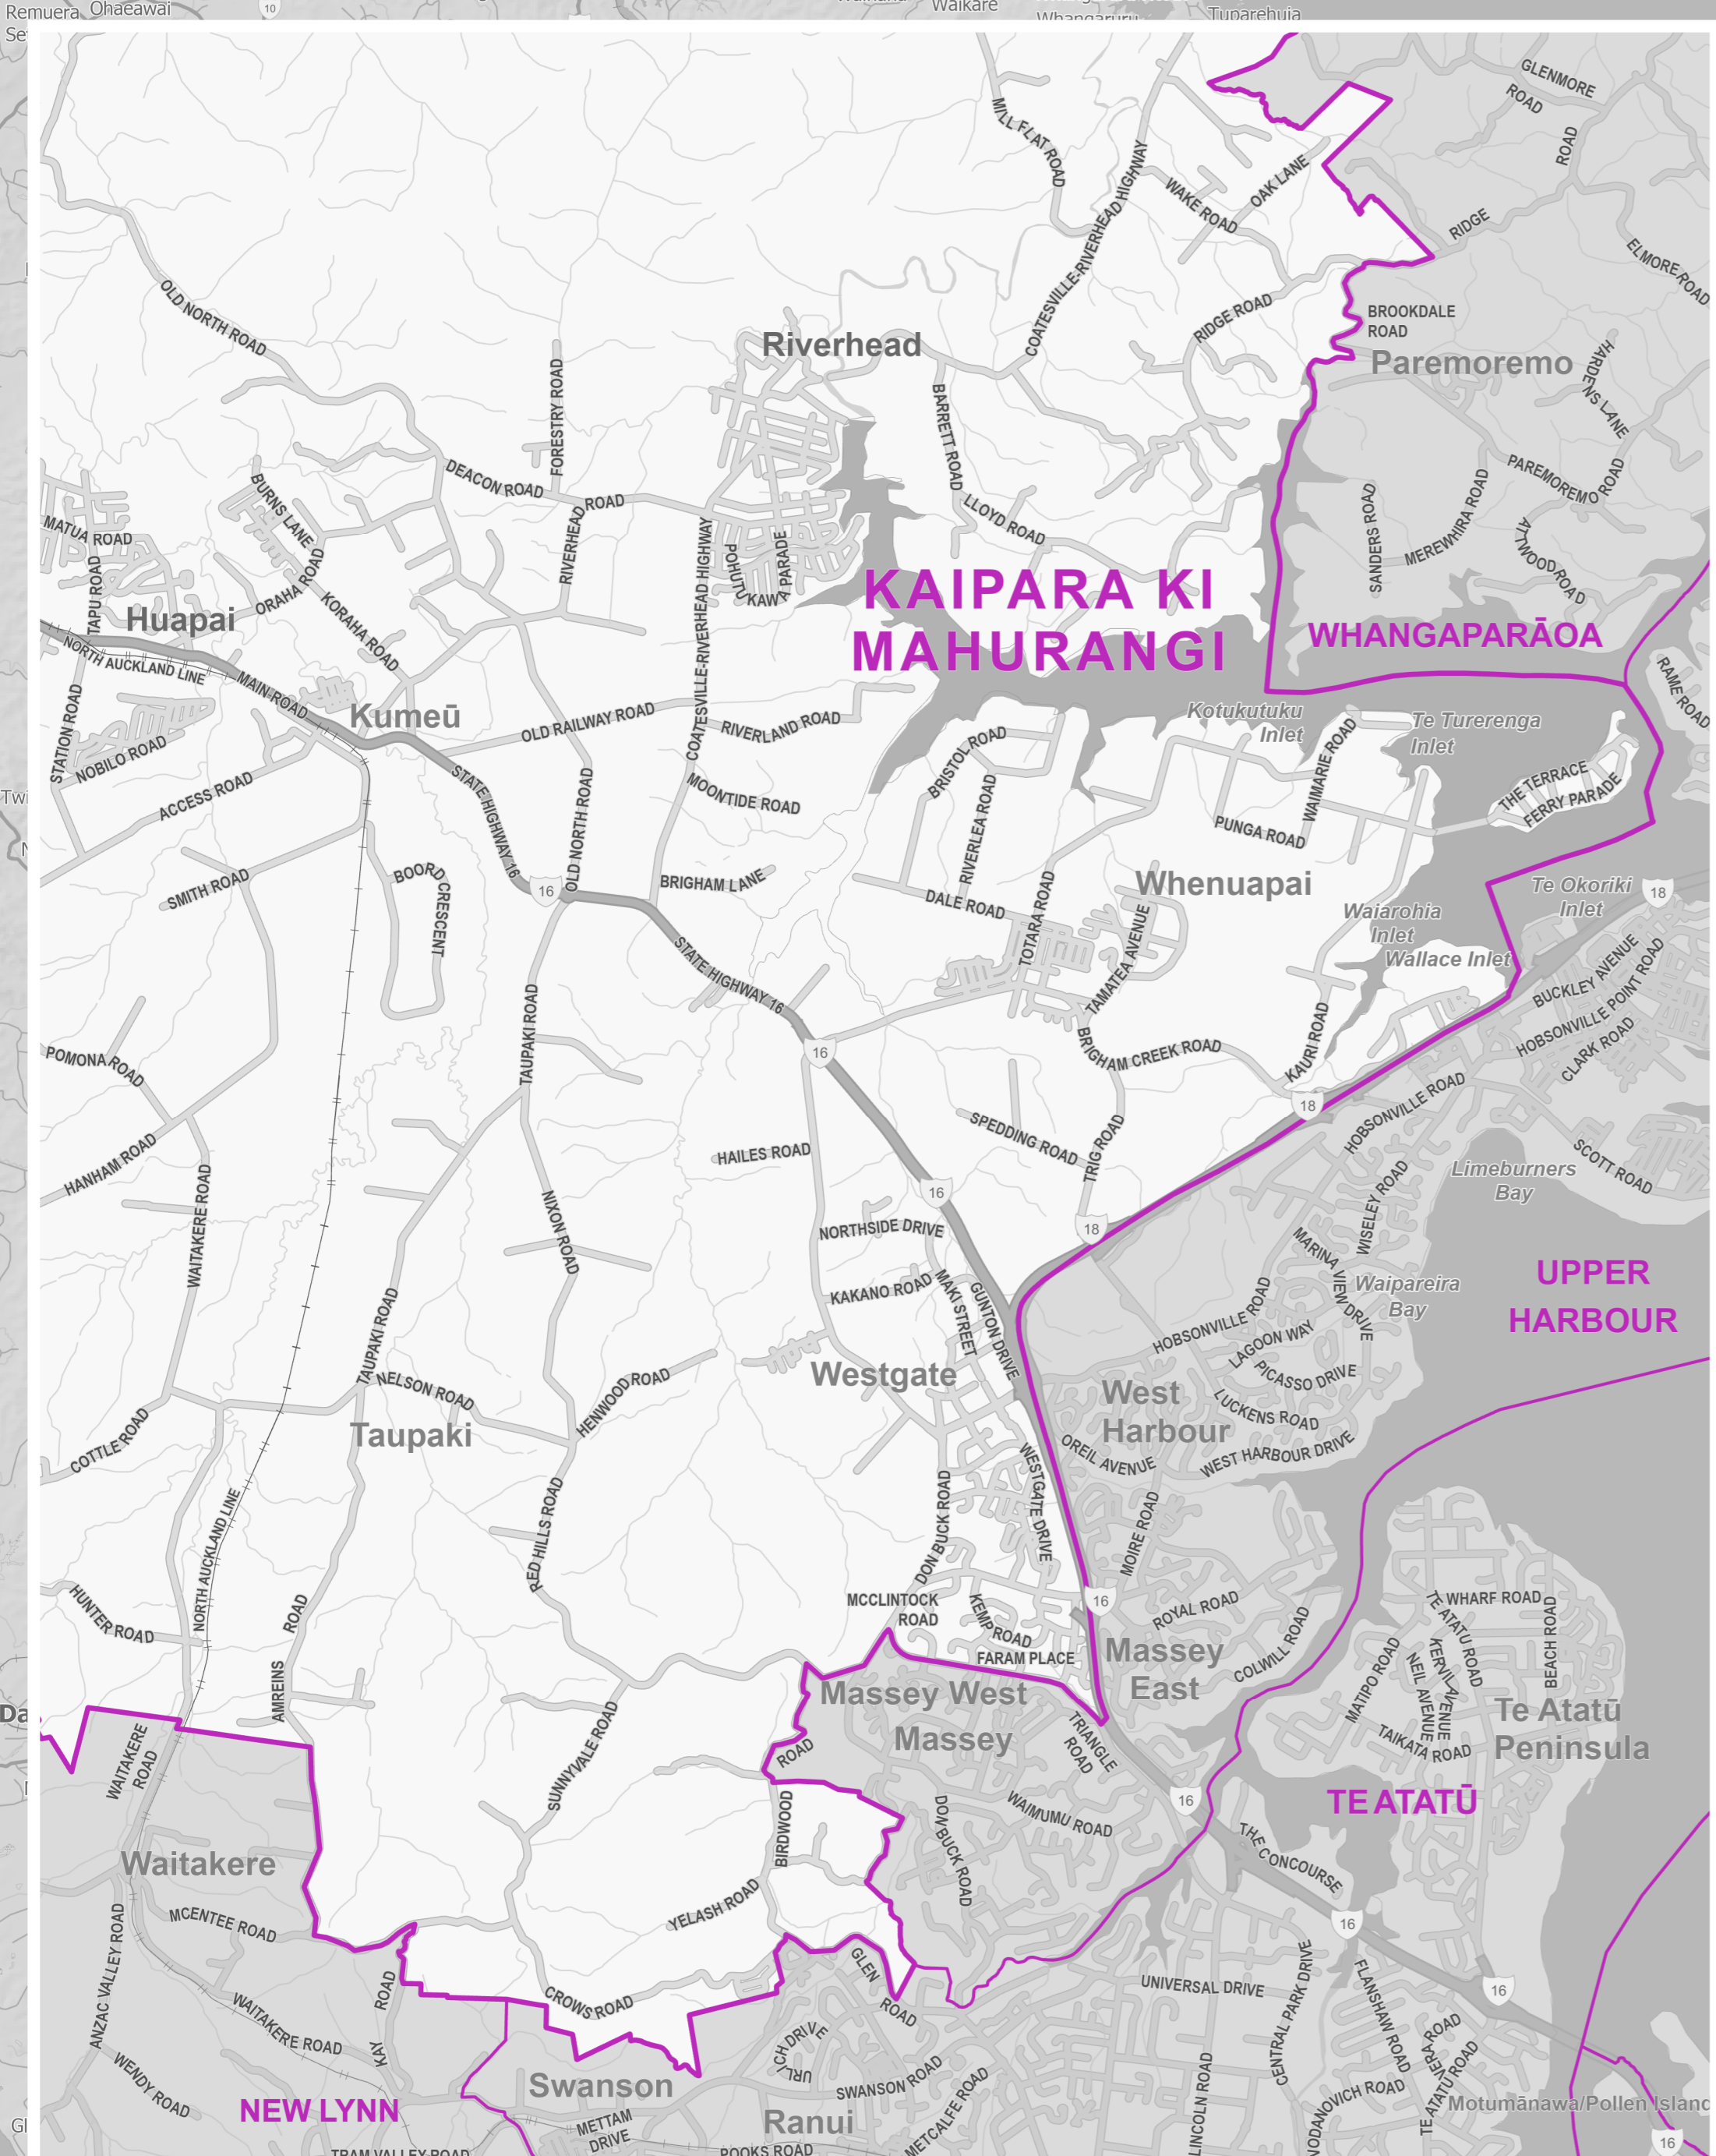 Remuera
Ohaeawai
10
Waikare
Whangaruru
Tuparehuia
GLENMORE
ROAD
ROAD
MILL FLAT ROAD
COATESVILLE-RIVERHEAD HIGHWAY
WAKE ROAD
OAK LANE
RIDGE
ELMORE ROAD
OLD NORTH ROAD
RIDGE ROAD
BROOKDALE
ROAD
Riverhead
Paremoremo
HARDENS LANE
FORESTRY ROAD
BARRETT ROAD
DEACON ROAD
ROAD
RIVERHEAD
BURNS LANE
LLOYD ROAD
PAREMOREMO
ROAD
SANDERS ROAD
MEREWHIRA ROAD
ATTWOOD ROAD
MATUA ROAD
TAPU ROAD
ORAHA ROAD
KORAHA ROAD
COATESVILLE-RIVERHEAD HIGHWAY
POHUTUKAWA PARADE
KAIPARA KI
MAHURANGI
Huapai
WHANGAPARĀOA
NORTH AUCKLAND LINE
MAIN ROAD
STATION ROAD
Kumeū
RAME ROAD
OLD RAILWAY ROAD
RIVERLAND ROAD
Kotukutuku
Inlet
Te Turerenga
Inlet
NOBILO ROAD
BRISTOL ROAD
WAIMARIE ROAD
ACCESS ROAD
STATE HIGHWAY 16
OLD NORTH ROAD
MOONTIDE ROAD
RIVERLEA ROAD
PUNGA ROAD
THE TERRACE
FERRY PARADE
SMITH ROAD
BOORD CRESCENT
16
BRIGHAM LANE
DALE ROAD
TOTARA ROAD
Whenuapai
TAMATEA AVENUE
Waiarohia
Inlet
Te Okoriki
Inlet
18
Wallace Inlet
STATE HIGHWAY 16
BUCKLEY AVENUE
HOBSONVILLE POINT ROAD
CLARK ROAD
TAUPAKI ROAD
16
POMONA ROAD
BRIGHAM CREEK ROAD
KAURI ROAD
18
HOBSONVILLE ROAD
HANHAM ROAD
HAILES ROAD
SPEDDING ROAD
TRIG ROAD
SCOTT ROAD
Limeburners
Bay
WAITAKERE ROAD
NIXON ROAD
16
18
NORTHSIDE DRIVE
WISELEY ROAD
MARINA VIEW DRIVE
Waipareira
Bay
UPPER
HARBOUR
KAKANO ROAD
MAKI STREET
GUNTON DRIVE
HOBSONVILLE ROAD
LAGOON WAY
PICASSO DRIVE
TAUPAKI ROAD
NELSON ROAD
HENWOOD ROAD
Westgate
West
Harbour
LUCKENS ROAD
Taupaki
COTTLE ROAD
OREIL AVENUE
WEST HARBOUR DRIVE
WESTGATE DRIVE
DON BUCK ROAD
MOIRE ROAD
NORTH AUCKLAND LINE
RED HILLS ROAD
HUNTER ROAD
ROAD
AMREINS
MCCLINTOCK
ROAD
KEMP ROAD
FARAM PLACE
16
ROYAL ROAD
COLWILL ROAD
Massey
East
WHARF ROAD
TE ATATU ROAD
BEACH ROAD
KERVIL AVENUE
NEIL AVENUE
MATIPO ROAD
TAIKATA ROAD
Te Atatū
Peninsula
Massey West
Massey
TRIANGLE
ROAD
SUNNYVALE ROAD
ROAD
BIRDWOOD
WAITAKERE
ROAD
16
TE ATATŪ
WAIMUMU ROAD
DON BUCK ROAD
THE CONCOURSE
Waitakere
YELASH ROAD
MCENTEE ROAD
16
ANZAC VALLEY ROAD
GLEN
ROAD
UNIVERSAL DRIVE
CENTRAL PARK DRIVE
FLANSHAW ROAD
16
CROWS ROAD
WAITAKERE ROAD
KAY
ROAD
WENDY ROAD
URLICH DRIVE
VERA ROAD
TE ATATU ROAD
SWANSON ROAD
METCALFE ROAD
LINCOLN ROAD
Swanson
NEW LYNN
Ranui
METTAM
DRIVE
Motumānawa/Pollen Island
16